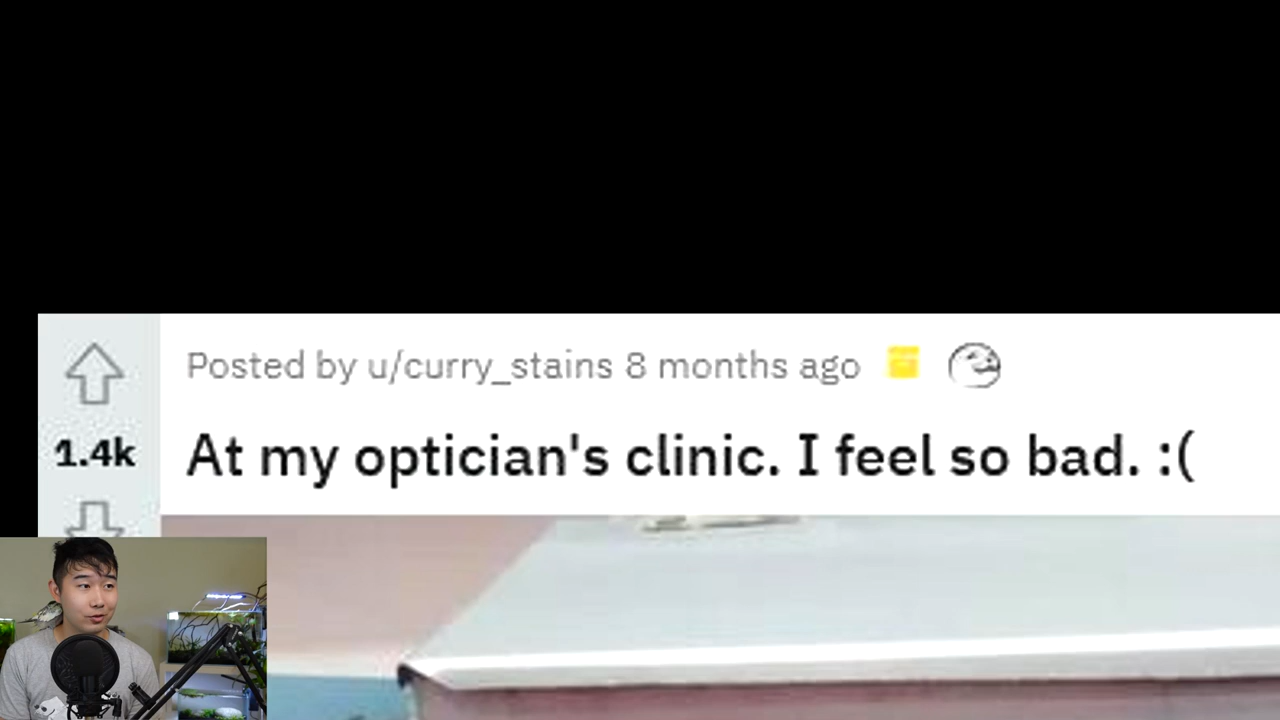 Posted by u/curry_stains 8 months ago
1.4k
At my optician's clinic. I feel so bad. :(